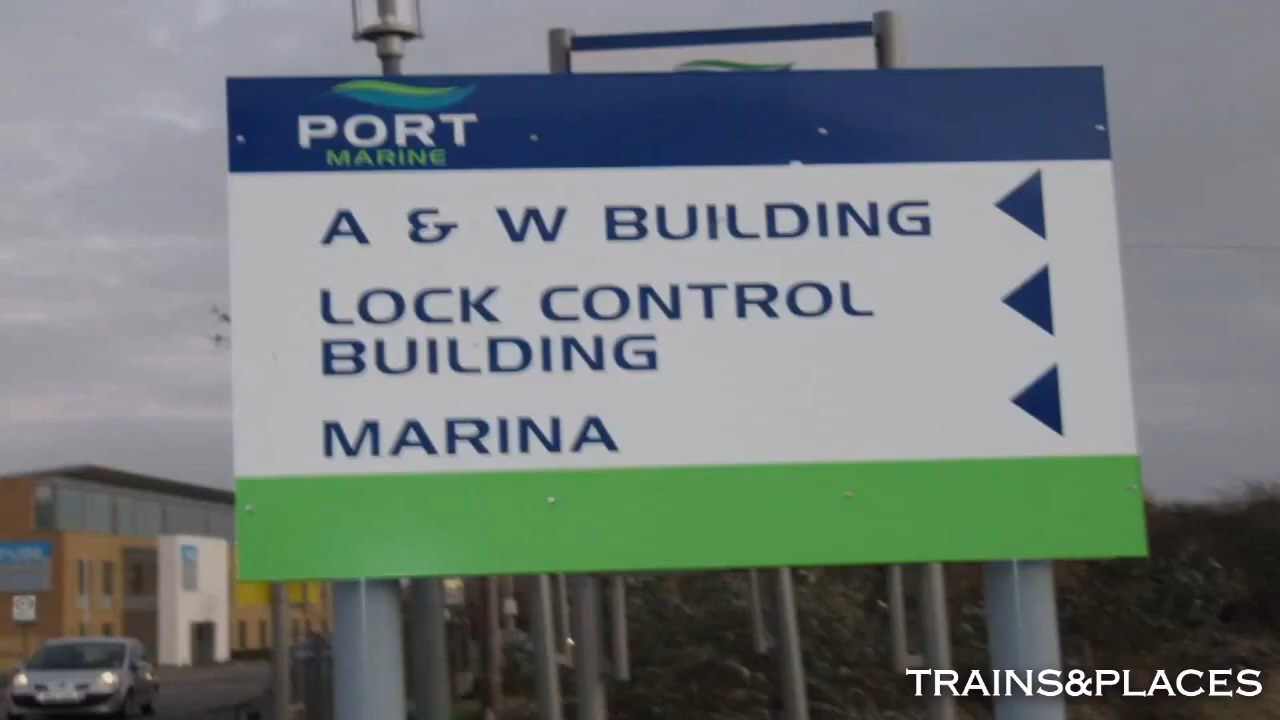 PORT
MARINE
A & W BUILDING
LOCK CONTROL
BUILDING
MARINA
TRAINS&PLACES